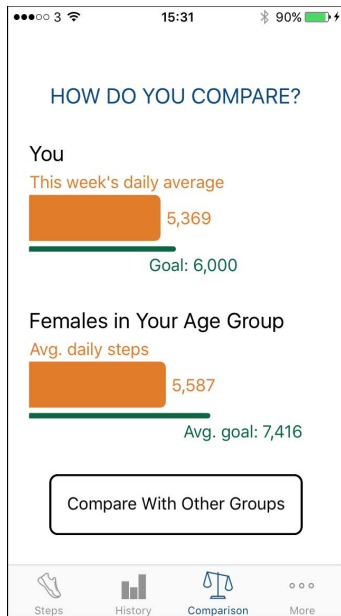 3 15:31 90%
HOW DO YOU COMPARE?
You
This week's daily average
5,369
Goal: 6,000
Females in Your Age Group
Avg. daily steps
5,587
Avg. goal: 7,416
Compare With Other Groups
Steps History Comparison More